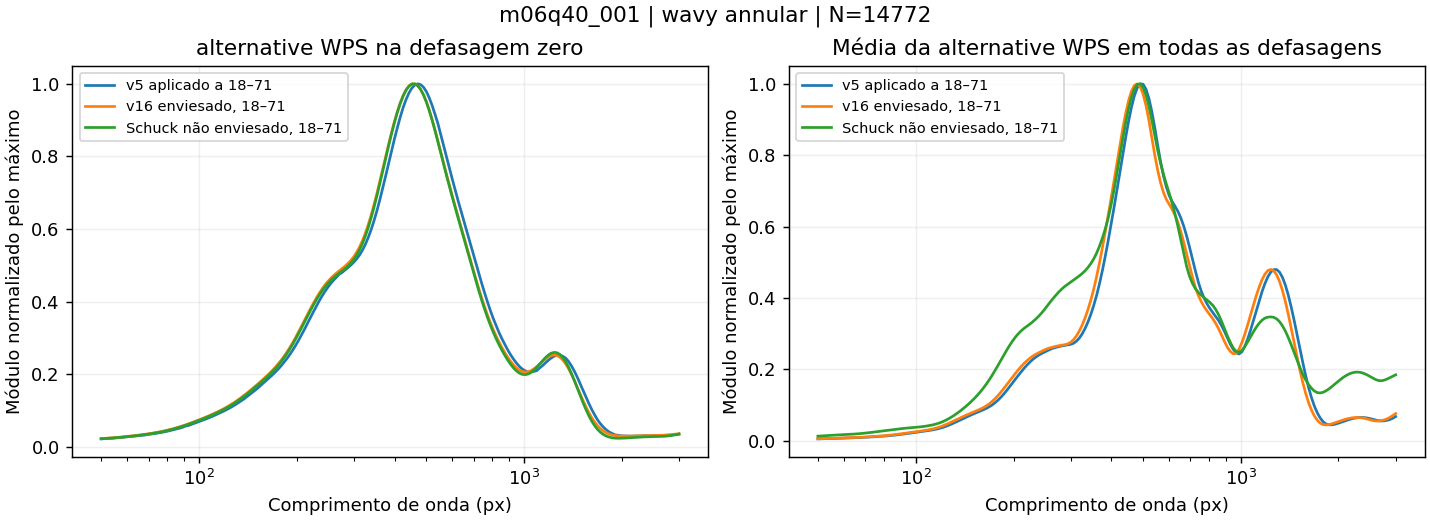 m06q40_001 | wavy annular | N=14772
alternative WPS na defasagem zero
Módulo normalizado pelo máximo
1.0
0.8
0.6
0.4
0.2
0.0
v5 aplicado a 18–71
v16 enviesado, 18–71
Schuck não enviesado, 18–71
10²
10³
Comprimento de onda (px)
Média da alternative WPS em todas as defasagens
Módulo normalizado pelo máximo
1.0
0.8
0.6
0.4
0.2
0.0
v5 aplicado a 18–71
v16 enviesado, 18–71
Schuck não enviesado, 18–71
10²
10³
Comprimento de onda (px)